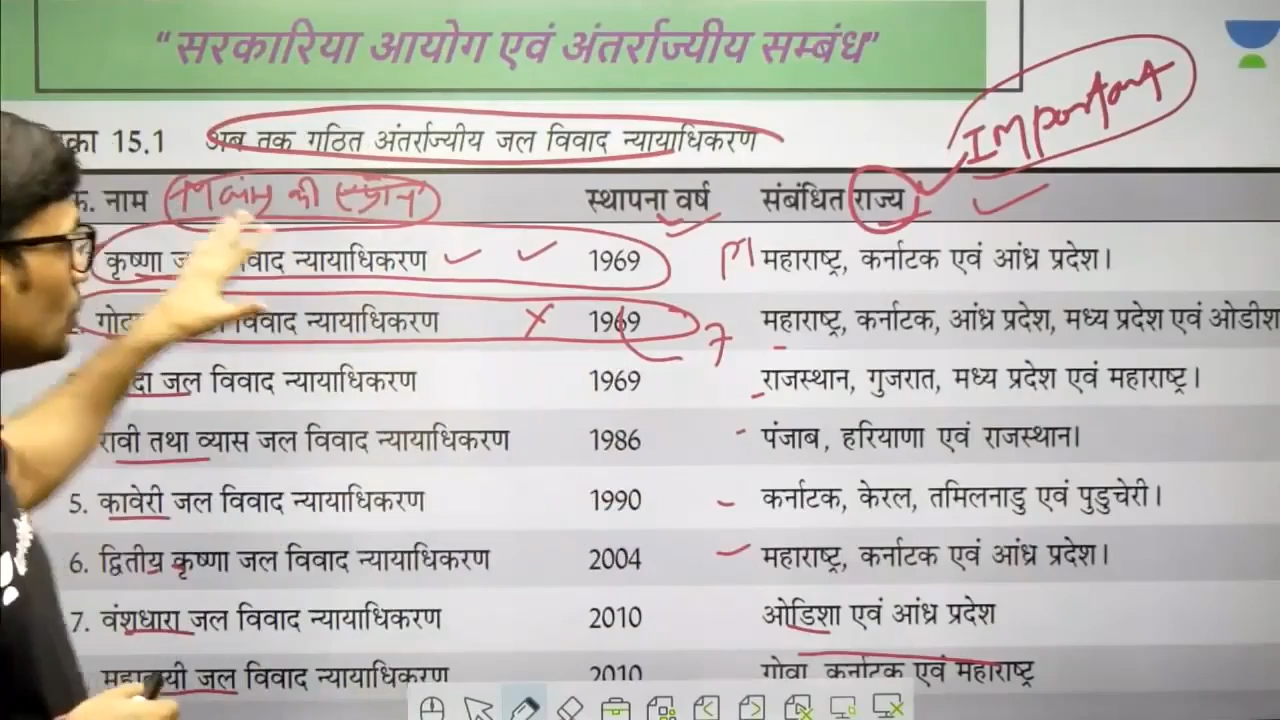 “सरकारिया आयोग एवं अंतर्राज्यीय सम्बंध”
Important
15.1 अब तक गठित अंतर्राज्यीय जल विवाद न्यायाधिकरण
नाम स्थापना वर्ष संबंधित राज्य
कृष्णा न्यायाधिकरण 1969 महाराष्ट्र, कर्नाटक एवं आंध्र प्रदेश।
विवाद न्यायाधिकरण 1969 महाराष्ट्र, कर्नाटक, आंध्र प्रदेश, मध्य प्रदेश एवं ओडीश
7
जल विवाद न्यायाधिकरण 1969 राजस्थान, गुजरात, मध्य प्रदेश एवं महाराष्ट्र।
रावी तथा व्यास जल विवाद न्यायाधिकरण 1986 पंजाब, हरियाणा एवं राजस्थान।
5. कावेरी जल विवाद न्यायाधिकरण 1990 कर्नाटक, केरल, तमिलनाडु एवं पुडुचेरी।
6. द्वितीय कृष्णा जल विवाद न्यायाधिकरण 2004 महाराष्ट्र, कर्नाटक एवं आंध्र प्रदेश।
7. वंशधारा जल विवाद न्यायाधिकरण 2010 ओडिशा एवं आंध्र प्रदेश
जल विवाद न्यायाधिकरण 2010 गोवा कर्नाटक एवं महाराष्ट्र